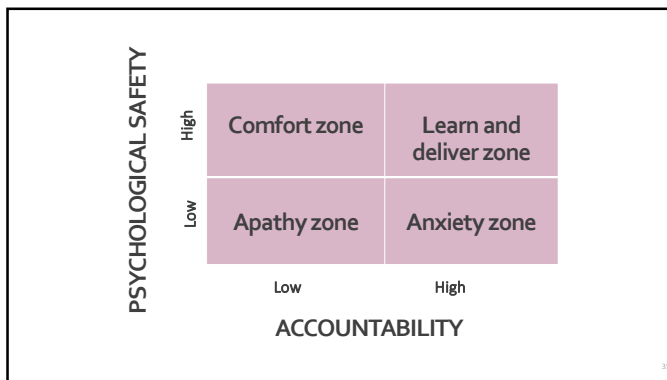 PSYCHOLOGICAL SAFETY
High
Comfort zone
Learn and
deliver zone
Low
Apathy zone
Anxiety zone
Low
High
ACCOUNTABILITY